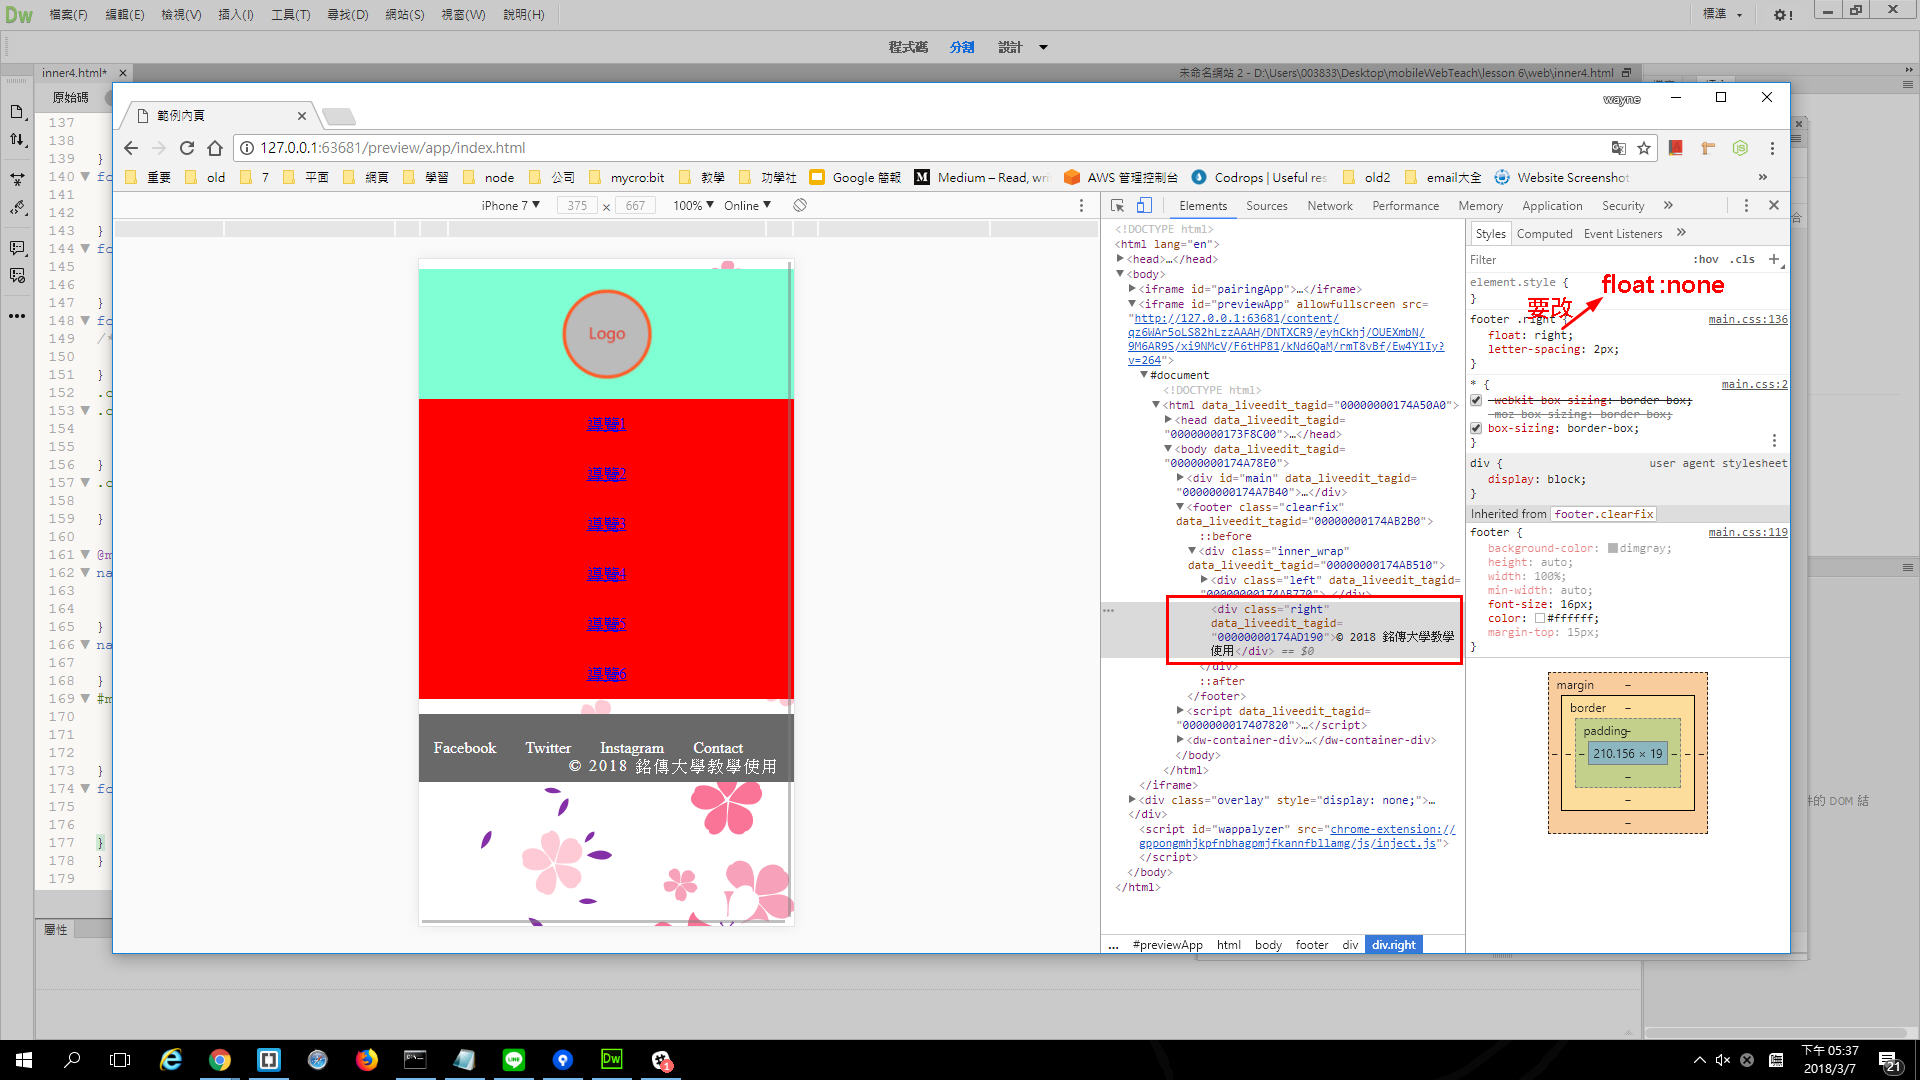 Dw 檔案(F) 編輯(E) 檢視(V) 插入(I) 工具(T) 尋找(D) 網站(S) 視窗(W) 說明(H) 標準
程式碼 分割 設計
inner4.html* × 未命名網站 2 - D:\Users\003833\Desktop\mobileWebTeach\lesson 6\web\inner4.html
原始碼
wayne
範例內頁
127.0.0.1:63681/preview/app/index.html
重要 old 7 平面 網頁 學習 node 公司 mycro:bit 教學 功學社 Google 簡報 Medium – Read, wri AWS 管理控制台 Codrops | Useful res old2 email大全 Website Screenshot »
iPhone 7 ▼ 375 × 667 100% ▼ Online ▼
Elements Sources Network Performance Memory Application Security »
137
138
139 }
140 fo
141
142
143 }
144 fo
145
146
147 }
148 fo
149 /*
150
151 }
152 .c
153 .c
154
155
156 }
157 .c
158
159 }
160
161 @m
162 na
163
164
165 }
166 na
167
168 }
169 #m
170
171
172
173 }
174 fo
175
176
177 }
178 }
179
屬性
Logo
導覽1
導覽2
導覽3
導覽4
導覽5
導覽6
Facebook Twitter Instagram Contact
© 2018 銘傳大學教學使用
<!DOCTYPE html>
<html lang="en">
<head>…</head>
<body>
<iframe id="pairingApp">…</iframe>
<iframe id="previewApp" allowfullscreen src=
"http://127.0.0.1:63681/content/
qz6WAr5oLS82hLzzAAAH/DNTXCR9/eyhCkhj/OUEXmbN/
9M6AR9S/xi9NMcV/F6tHP81/kNd6QaM/rmT8vBf/Ew4Y1Iy?
v=264">
#document
<!DOCTYPE html>
<html data_liveedit_tagid="00000000174A50A0">
<head data_liveedit_tagid=
"00000000173F8C00">…</head>
<body data_liveedit_tagid=
"00000000174A78E0">
<div id="main" data_liveedit_tagid=
"00000000174A7B40">…</div>
<footer class="clearfix"
data_liveedit_tagid="00000000174AB2B0">
::before
<div class="inner_wrap"
data_liveedit_tagid="00000000174AB510">
<div class="left" data_liveedit_tagid=
"00000000174AB770">…</div>
<div class="right"
data_liveedit_tagid=
"00000000174AD190">© 2018 銘傳大學教學
使用</div> == $0
</div>
::after
</footer>
<script data_liveedit_tagid=
"0000000017407820">…</script>
<dw-container-div>…</dw-container-div>
</body>
</html>
</iframe>
<div class="overlay" style="display: none;">…
</div>
<script id="wappalyzer" src="chrome-extension://
gppongmhjkpfnbhagpmjfkannfbllamg/js/inject.js">
</script>
</body>
</html>
... #previewApp html body footer div div.right
Styles Computed Event Listeners »
Filter :hov .cls +
element.style {
}
float :none
要改
footer .right { main.css:136
float: right;
letter-spacing: 2px;
}
* { main.css:2
-webkit-box-sizing: border-box;
-moz-box-sizing: border-box;
box-sizing: border-box;
}
div { user agent stylesheet
display: block;
}
Inherited from footer.clearfix
footer { main.css:119
background-color: dimgray;
height: auto;
width: 100%;
min-width: auto;
font-size: 16px;
color: #ffffff;
margin-top: 15px;
}
margin –
border –
padding –
210.156 × 19
件的 DOM 結
下午 05:37
2018/3/7
21